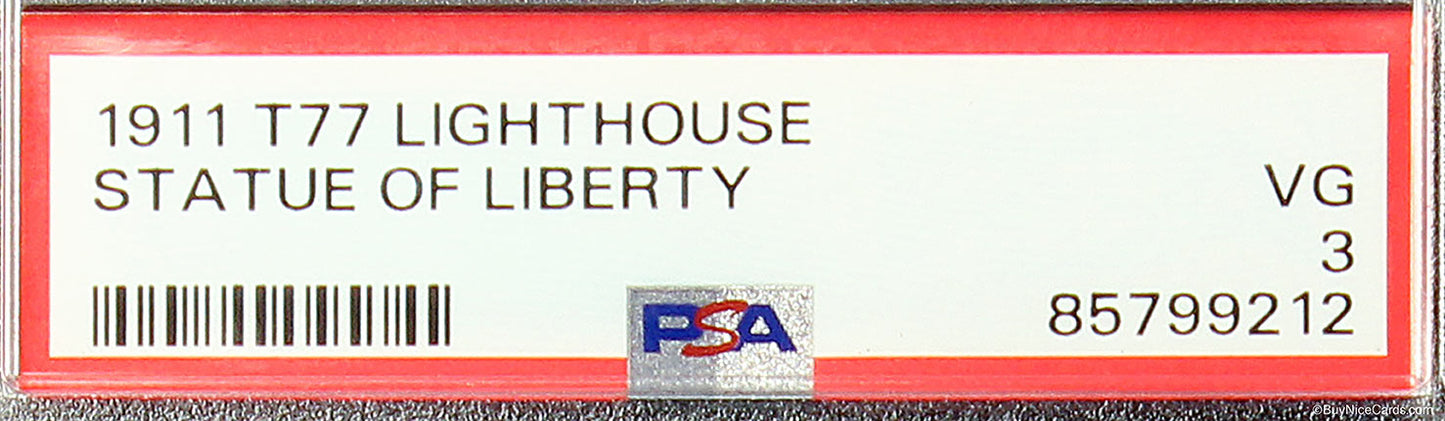 1911 T77 LIGHTHOUSE
STATUE OF LIBERTY
VG
3
85799212
PSA
©BuyNiceCards.com